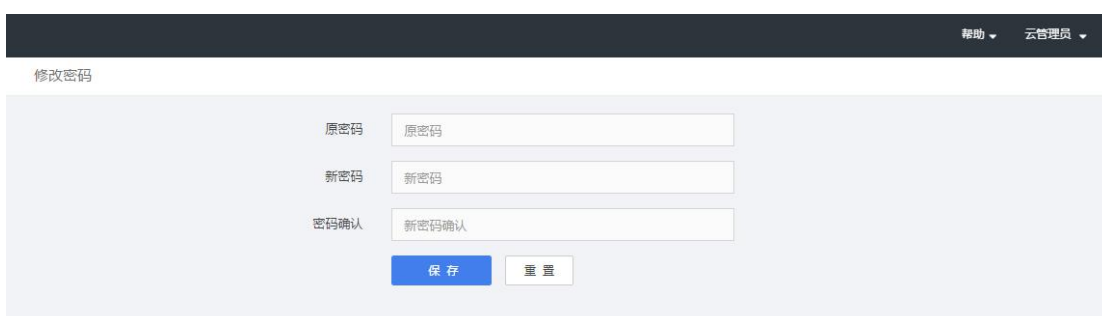 帮助 云管理员
修改密码
原密码 原密码
新密码 新密码
密码确认 新密码确认
保存 重置